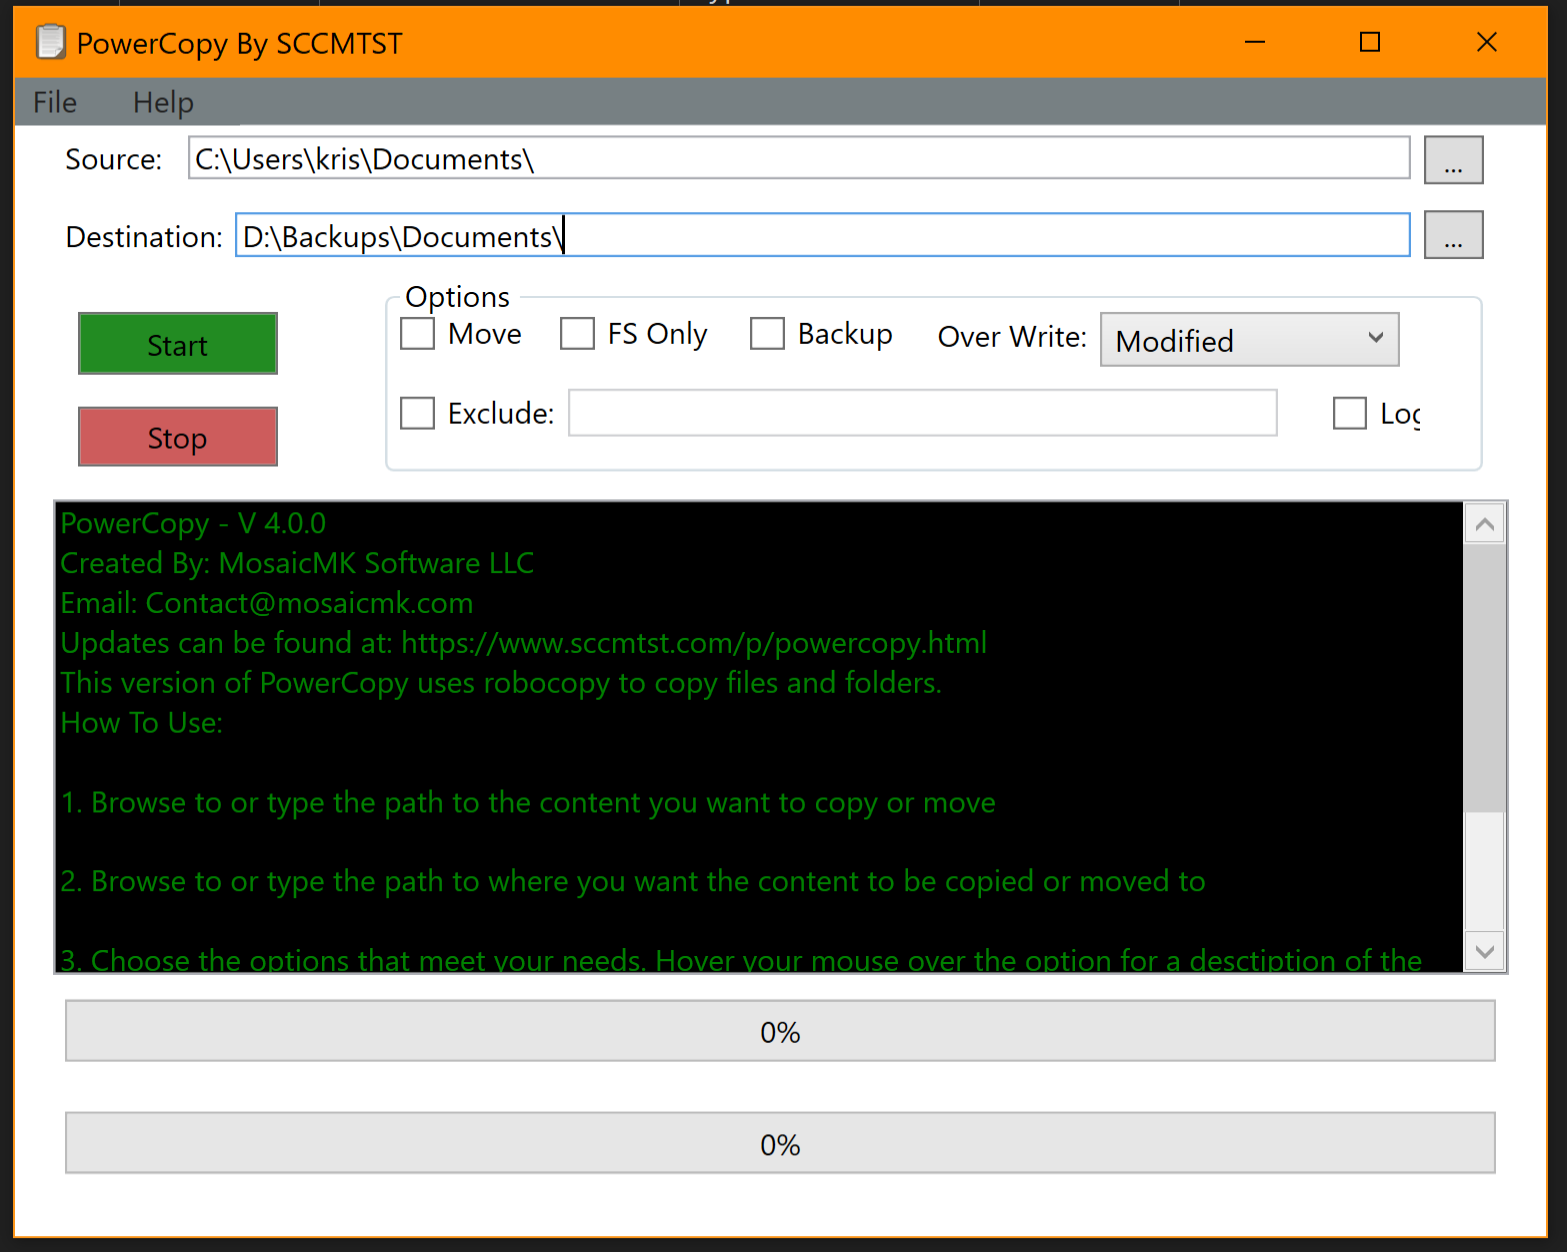 PowerCopy By SCCMTST
File Help
Source: C:\Users\kris\Documents\ ...
Destination: D:\Backups\Documents\ ...
Options
Start Move FS Only Backup Over Write: Modified
Stop Exclude: Log
PowerCopy - V 4.0.0
Created By: MosaicMK Software LLC
Email: Contact@mosaicmk.com
Updates can be found at: https://www.sccmtst.com/p/powercopy.html
This version of PowerCopy uses robocopy to copy files and folders.
How To Use:
1. Browse to or type the path to the content you want to copy or move
2. Browse to or type the path to where you want the content to be copied or moved to
3. Choose the options that meet your needs. Hover your mouse over the option for a desctiption of the
0%
0%